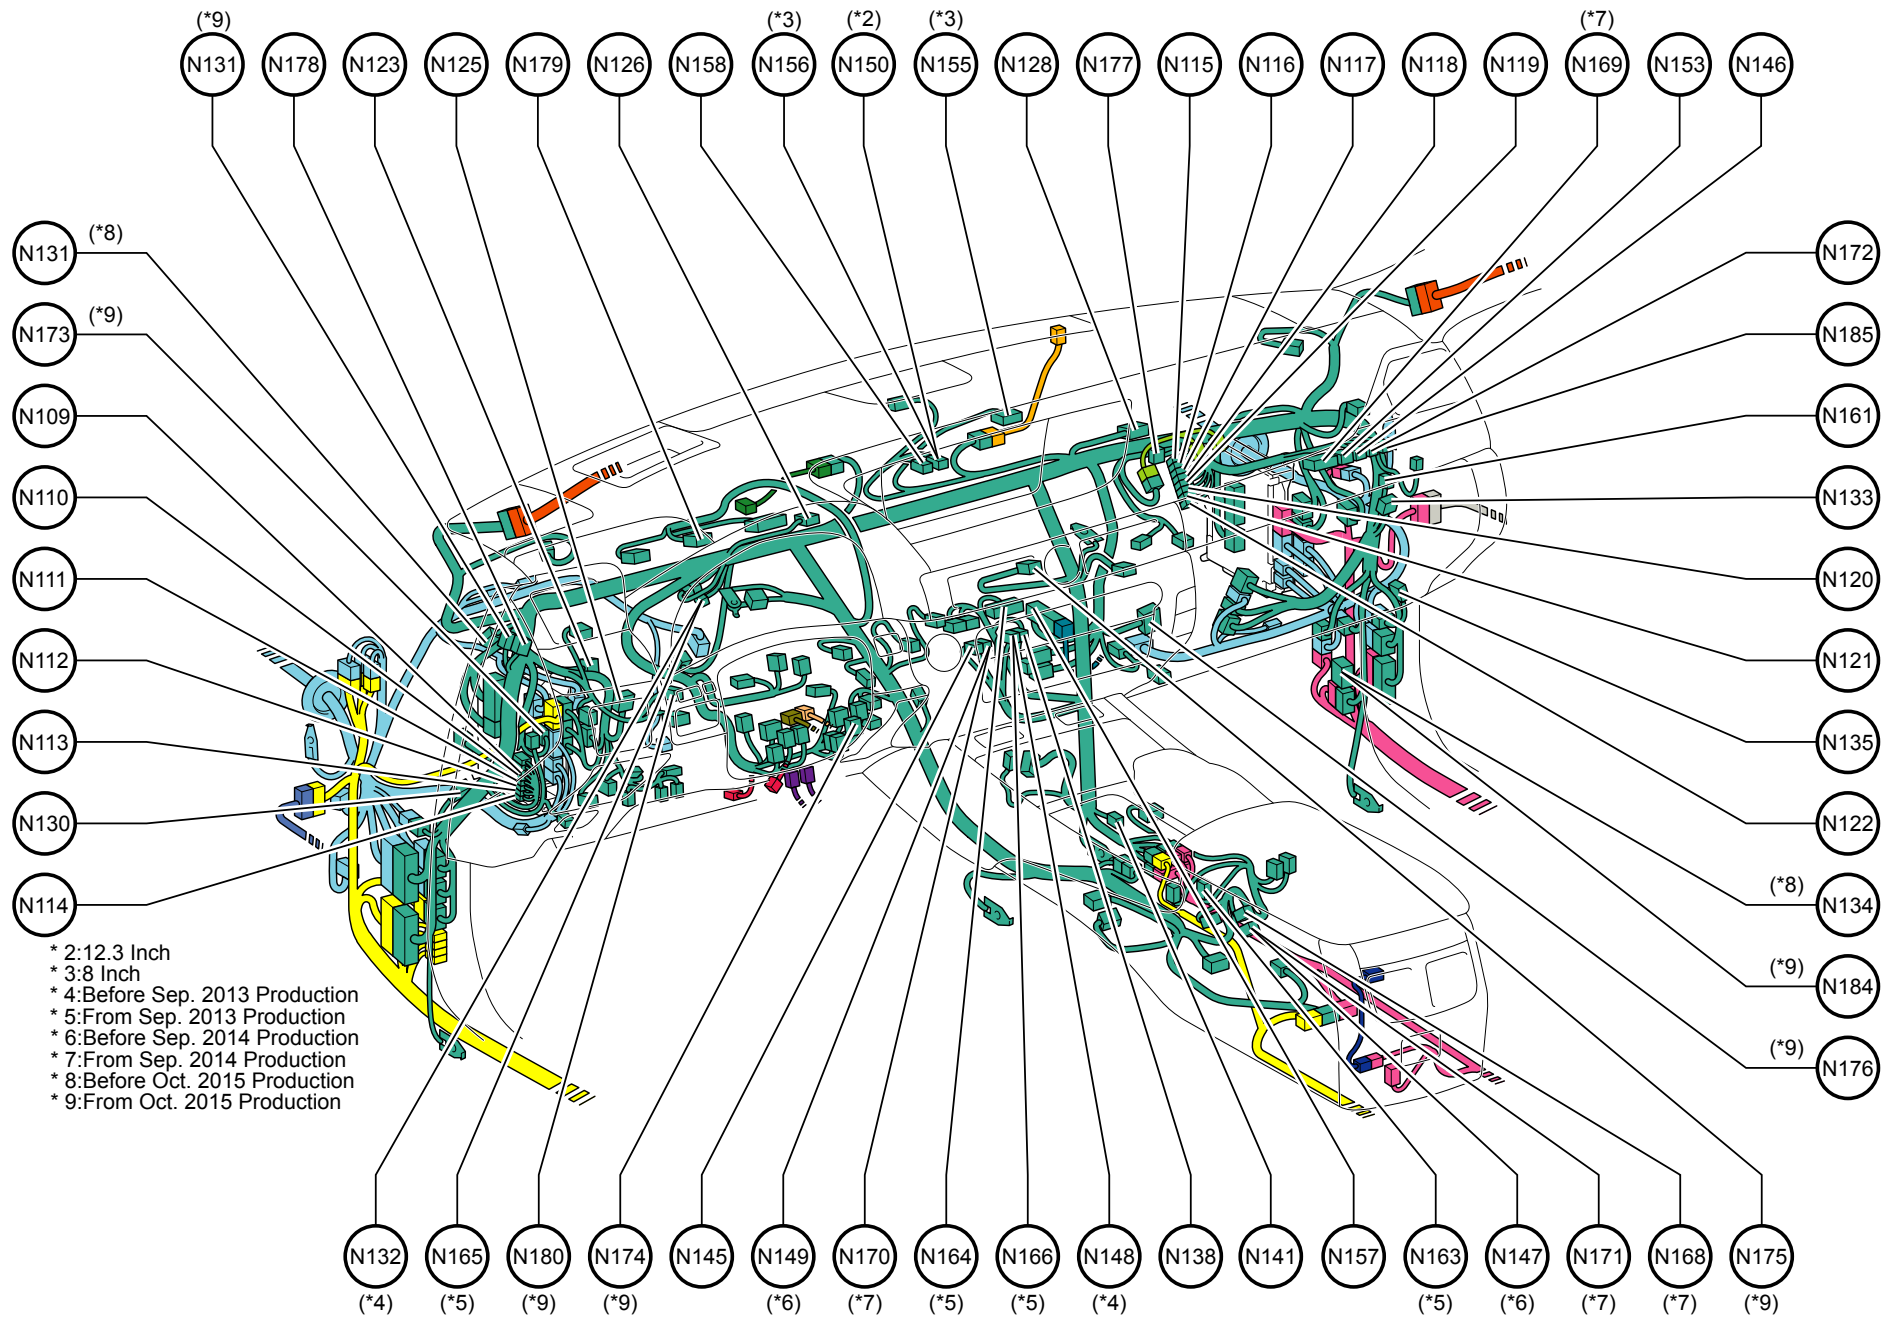 (*9) (*3) (*2) (*3) (*7)
N131 N178 N123 N125 N179 N126 N158 N156 N150 N155 N128 N177 N115 N116 N117 N118 N119 N169 N153 N146
N131 (*8)
N172
N173 (*9)
N185
N109
N161
N110
N133
N111
N120
N112
N121
N113
N135
N130
N122
N114
(*8) N134
* 2:12.3 Inch
* 3:8 Inch
* 4:Before Sep. 2013 Production
* 5:From Sep. 2013 Production
* 6:Before Sep. 2014 Production
* 7:From Sep. 2014 Production
* 8:Before Oct. 2015 Production
* 9:From Oct. 2015 Production
(*9) N184
(*9) N176
N132 N165 N180 N174 N145 N149 N170 N164 N166 N148 N138 N141 N157 N163 N147 N171 N168 N175
(*4) (*5) (*9) (*9) (*6) (*7) (*5) (*5) (*4) (*5) (*6) (*7) (*7) (*9)